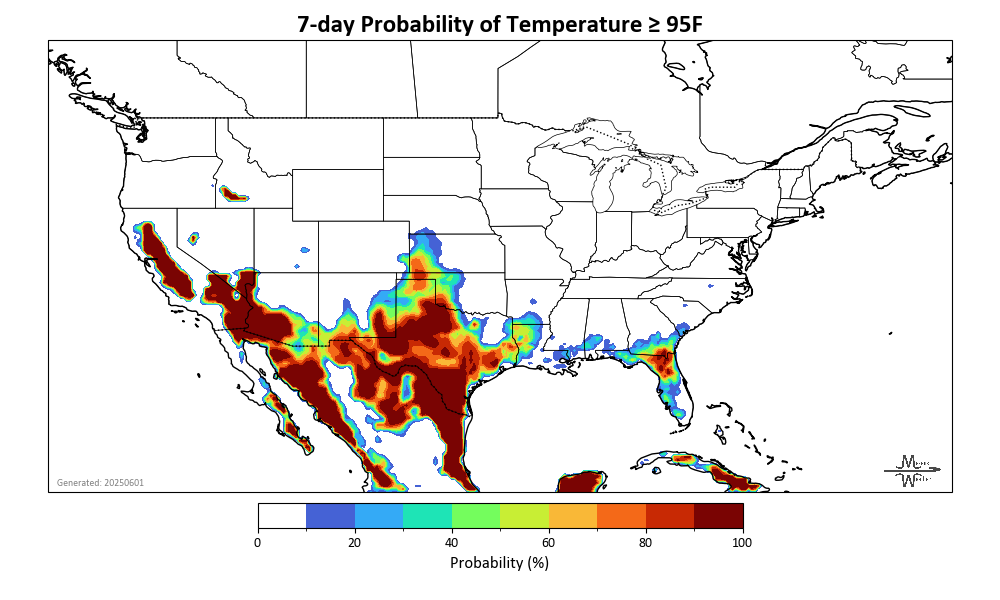 7-day Probability of Temperature ≥ 95F
Generated: 20250601
0 20 40 60 80 100
Probability (%)